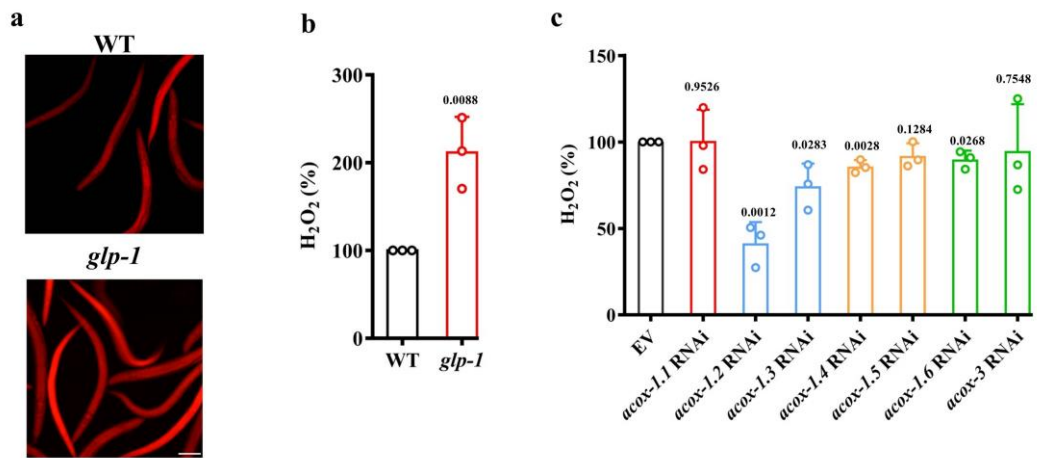 a
WT
glp-1
b
H₂O₂ (%)
300
200
100
0
0.0088
WT
glp-1
c
H₂O₂ (%)
150
100
50
0
0.9526
0.0012
0.0283
0.0028
0.1284
0.0268
0.7548
EV
acox-1.1 RNAi
acox-1.2 RNAi
acox-1.3 RNAi
acox-1.4 RNAi
acox-1.5 RNAi
acox-1.6 RNAi
acox-3 RNAi